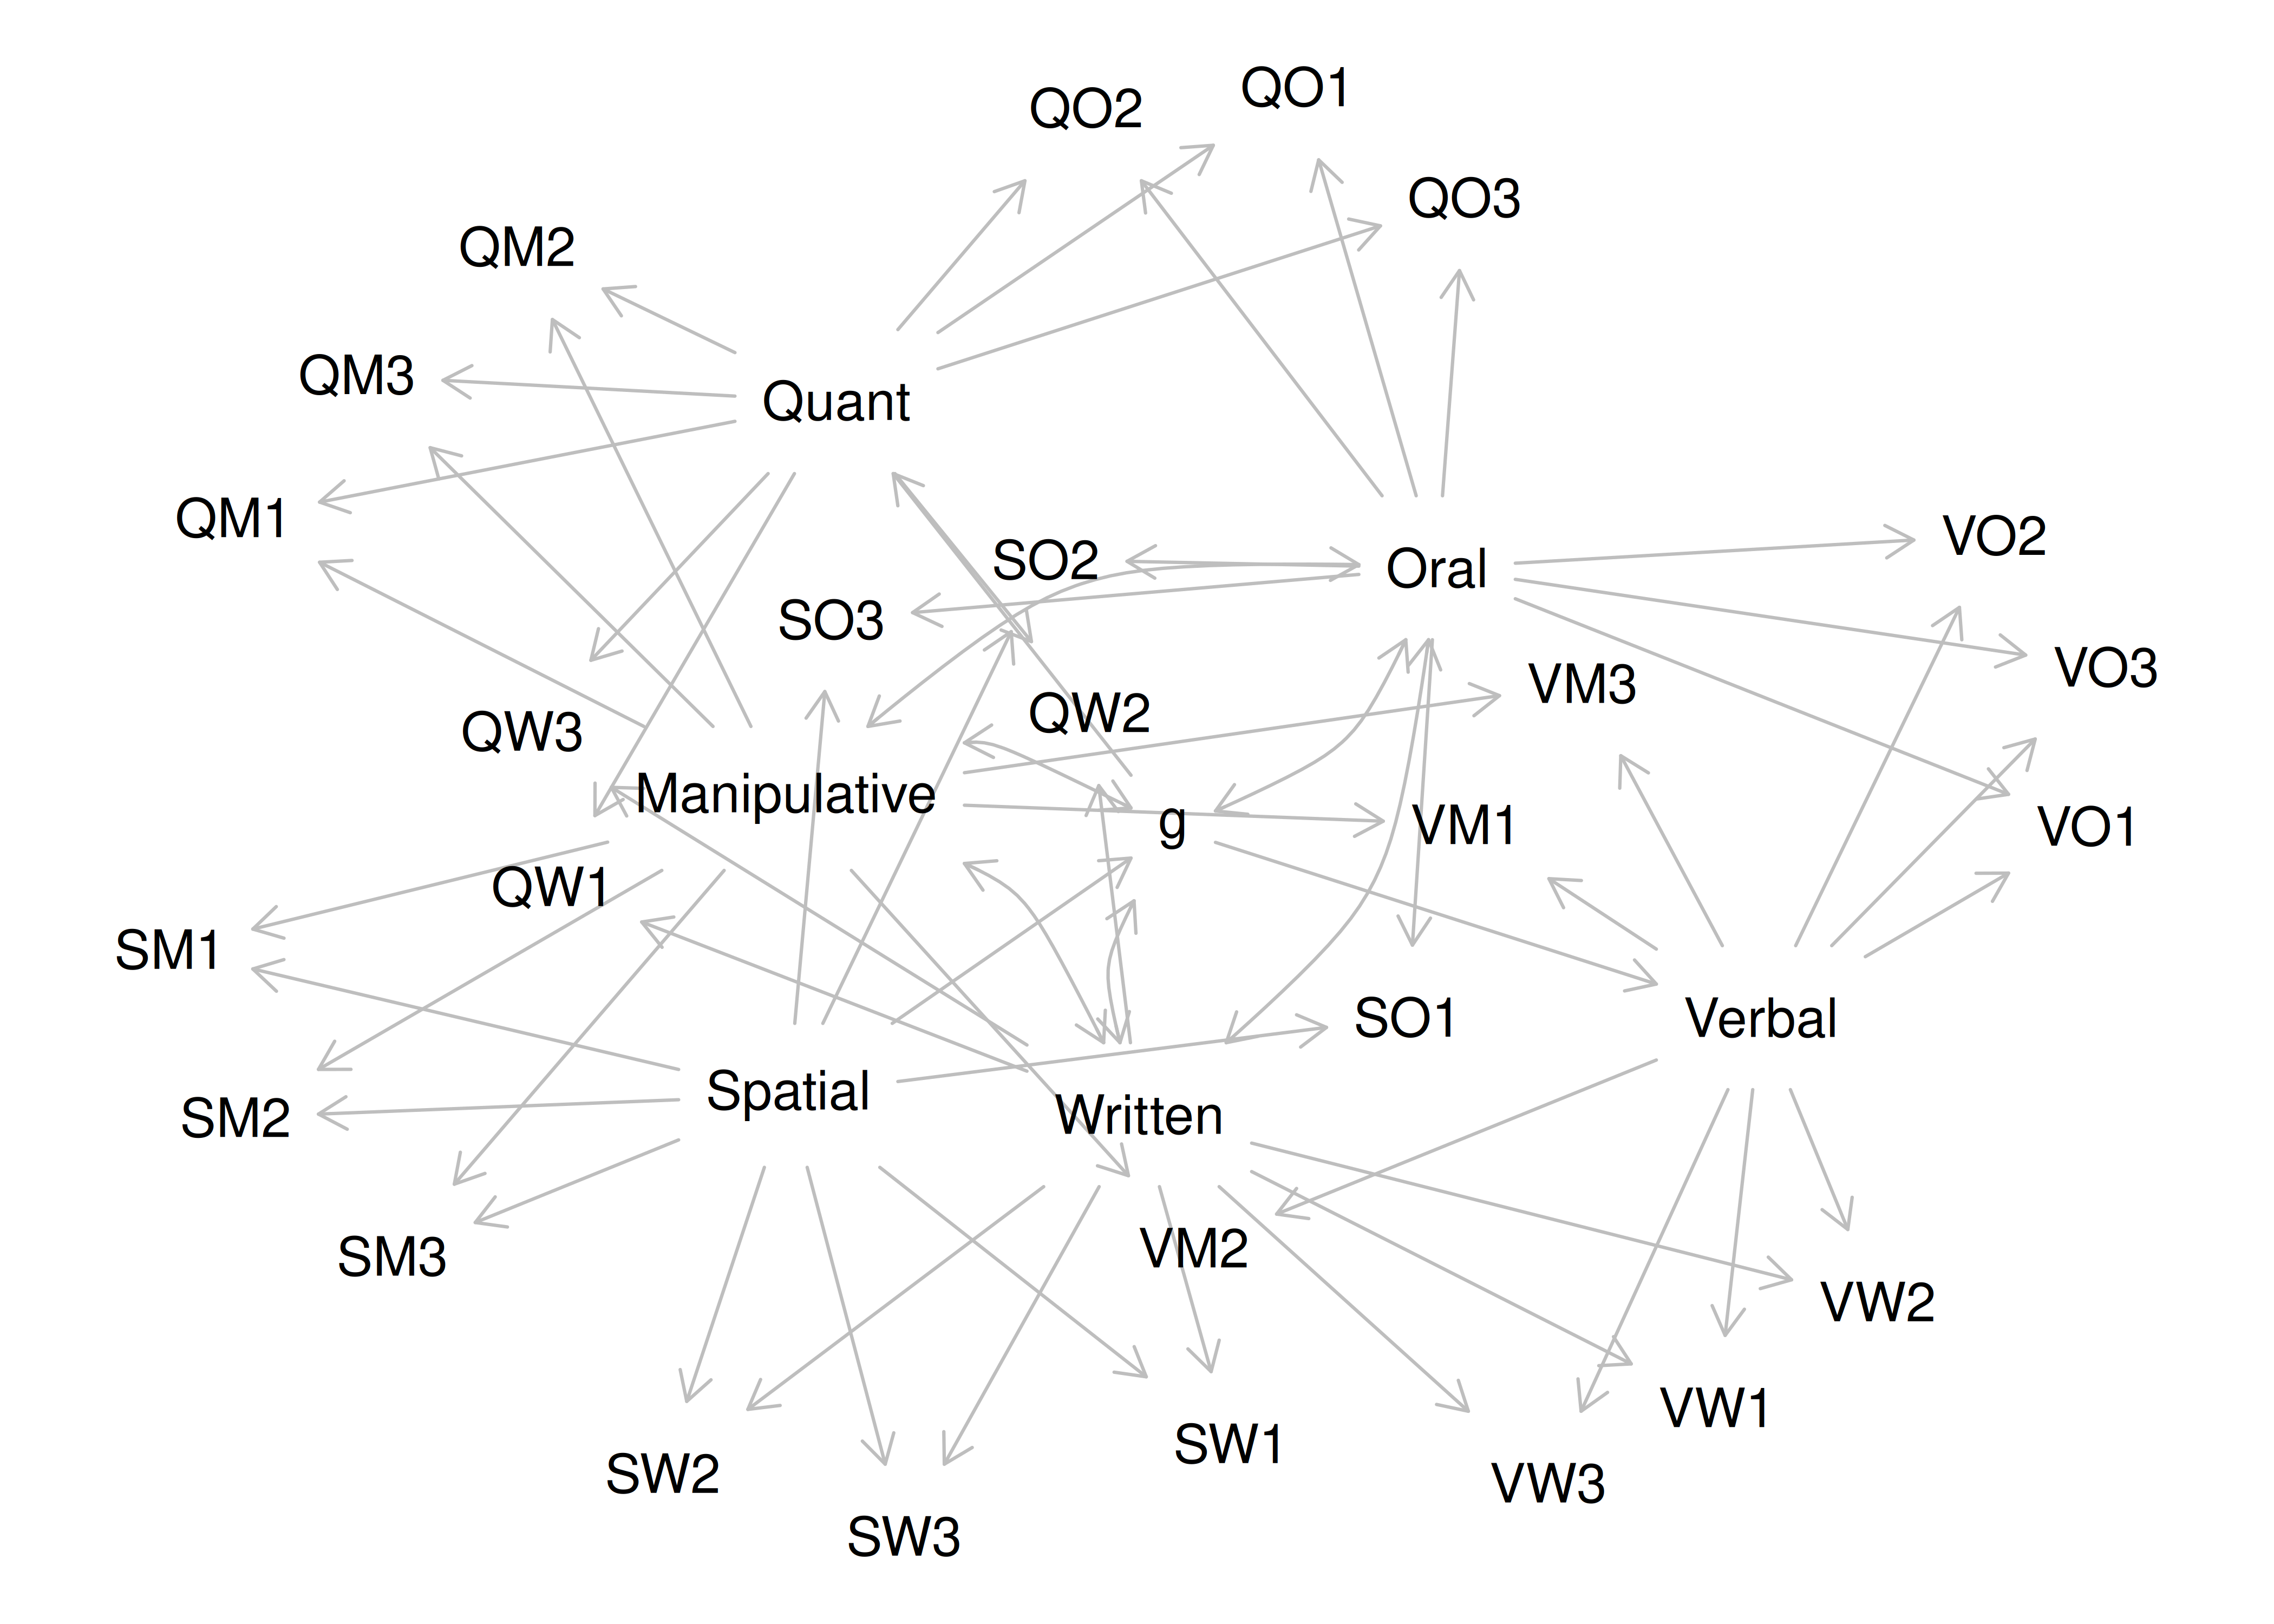 QO1
QO2
QO3
QM2
QM3
Quant
QM1
VO2
SO2
Oral
SO3
VO3
VM3
QW2
QW3
Manipulative
g
VM1
VO1
QW1
SM1
SO1
Verbal
Spatial
Written
SM2
VM2
SM3
VW2
VW1
SW1
SW2
VW3
SW3